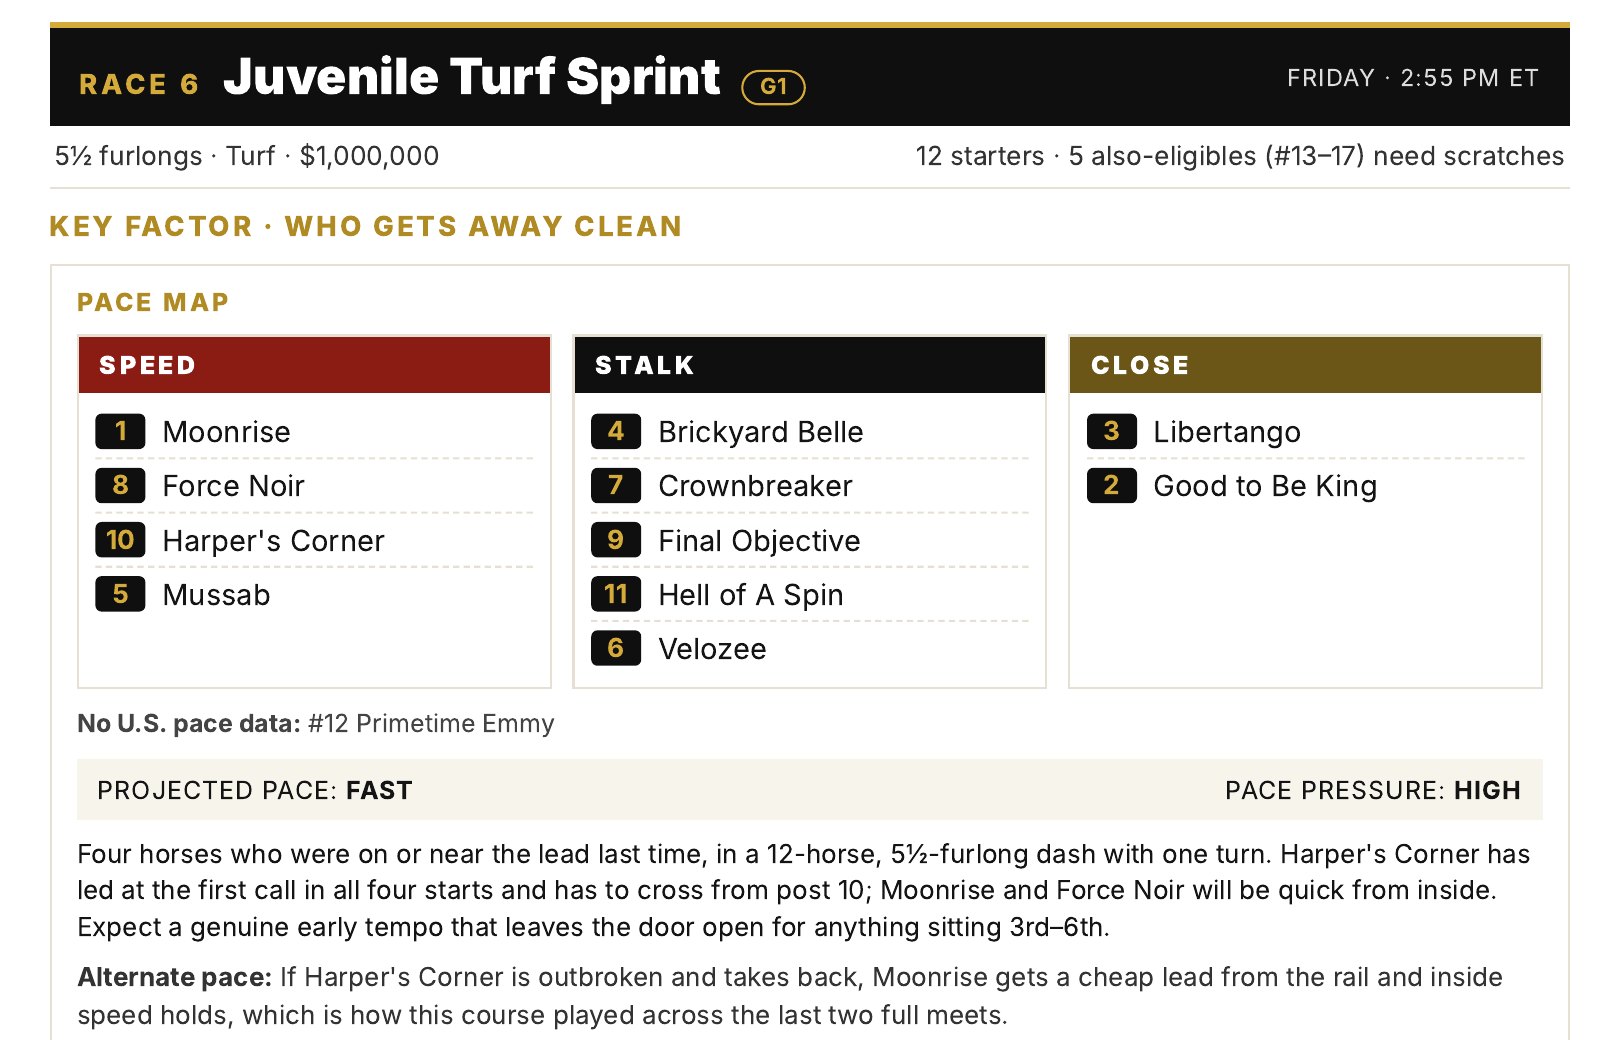 RACE 6 Juvenile Turf Sprint G1 FRIDAY · 2:55 PM ET
5½ furlongs · Turf · $1,000,000 12 starters · 5 also-eligibles (#13–17) need scratches
KEY FACTOR · WHO GETS AWAY CLEAN
PACE MAP
SPEED
1 Moonrise
8 Force Noir
10 Harper's Corner
5 Mussab
STALK
4 Brickyard Belle
7 Crownbreaker
9 Final Objective
11 Hell of A Spin
6 Velozee
CLOSE
3 Libertango
2 Good to Be King
No U.S. pace data: #12 Primetime Emmy
PROJECTED PACE: FAST PACE PRESSURE: HIGH
Four horses who were on or near the lead last time, in a 12-horse, 5½-furlong dash with one turn. Harper's Corner has
led at the first call in all four starts and has to cross from post 10; Moonrise and Force Noir will be quick from inside.
Expect a genuine early tempo that leaves the door open for anything sitting 3rd–6th.
Alternate pace: If Harper's Corner is outbroken and takes back, Moonrise gets a cheap lead from the rail and inside
speed holds, which is how this course played across the last two full meets.